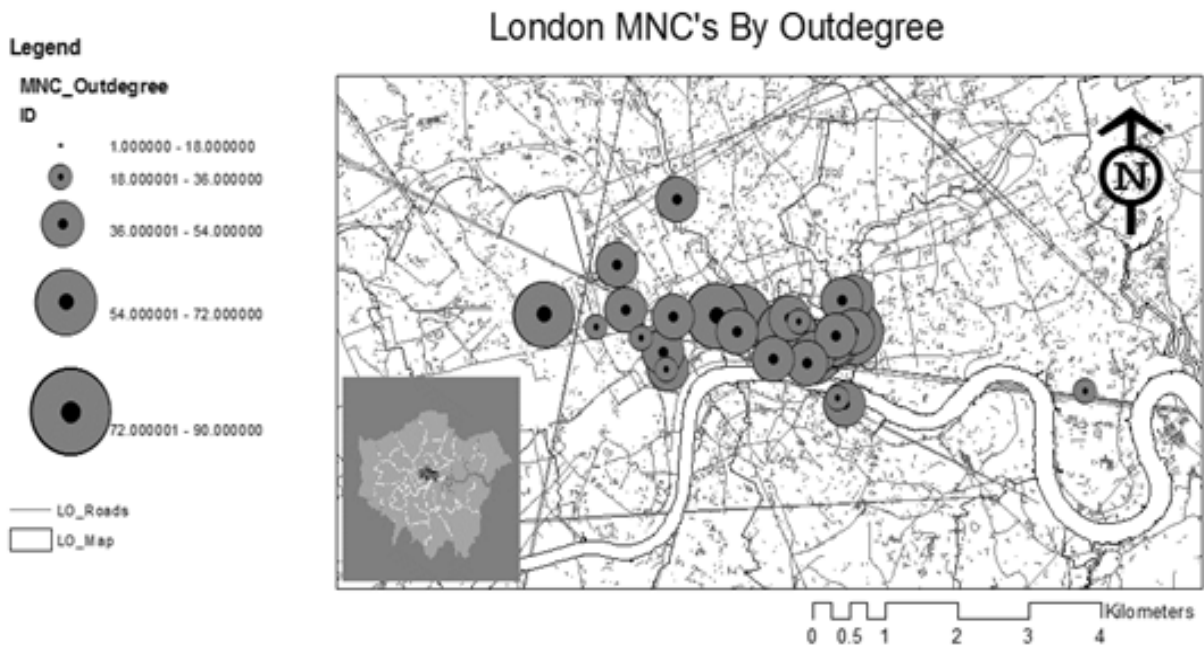 London MNC's By Outdegree
Legend
MNC_Outdegree
ID
1.000000 - 18.000000
18.000001 - 36.000000
36.000001 - 54.000000
54.000001 - 72.000000
72.000001 - 90.000000
LO_Roads
LO_Map
N
Kilometers
0 0.5 1 2 3 4